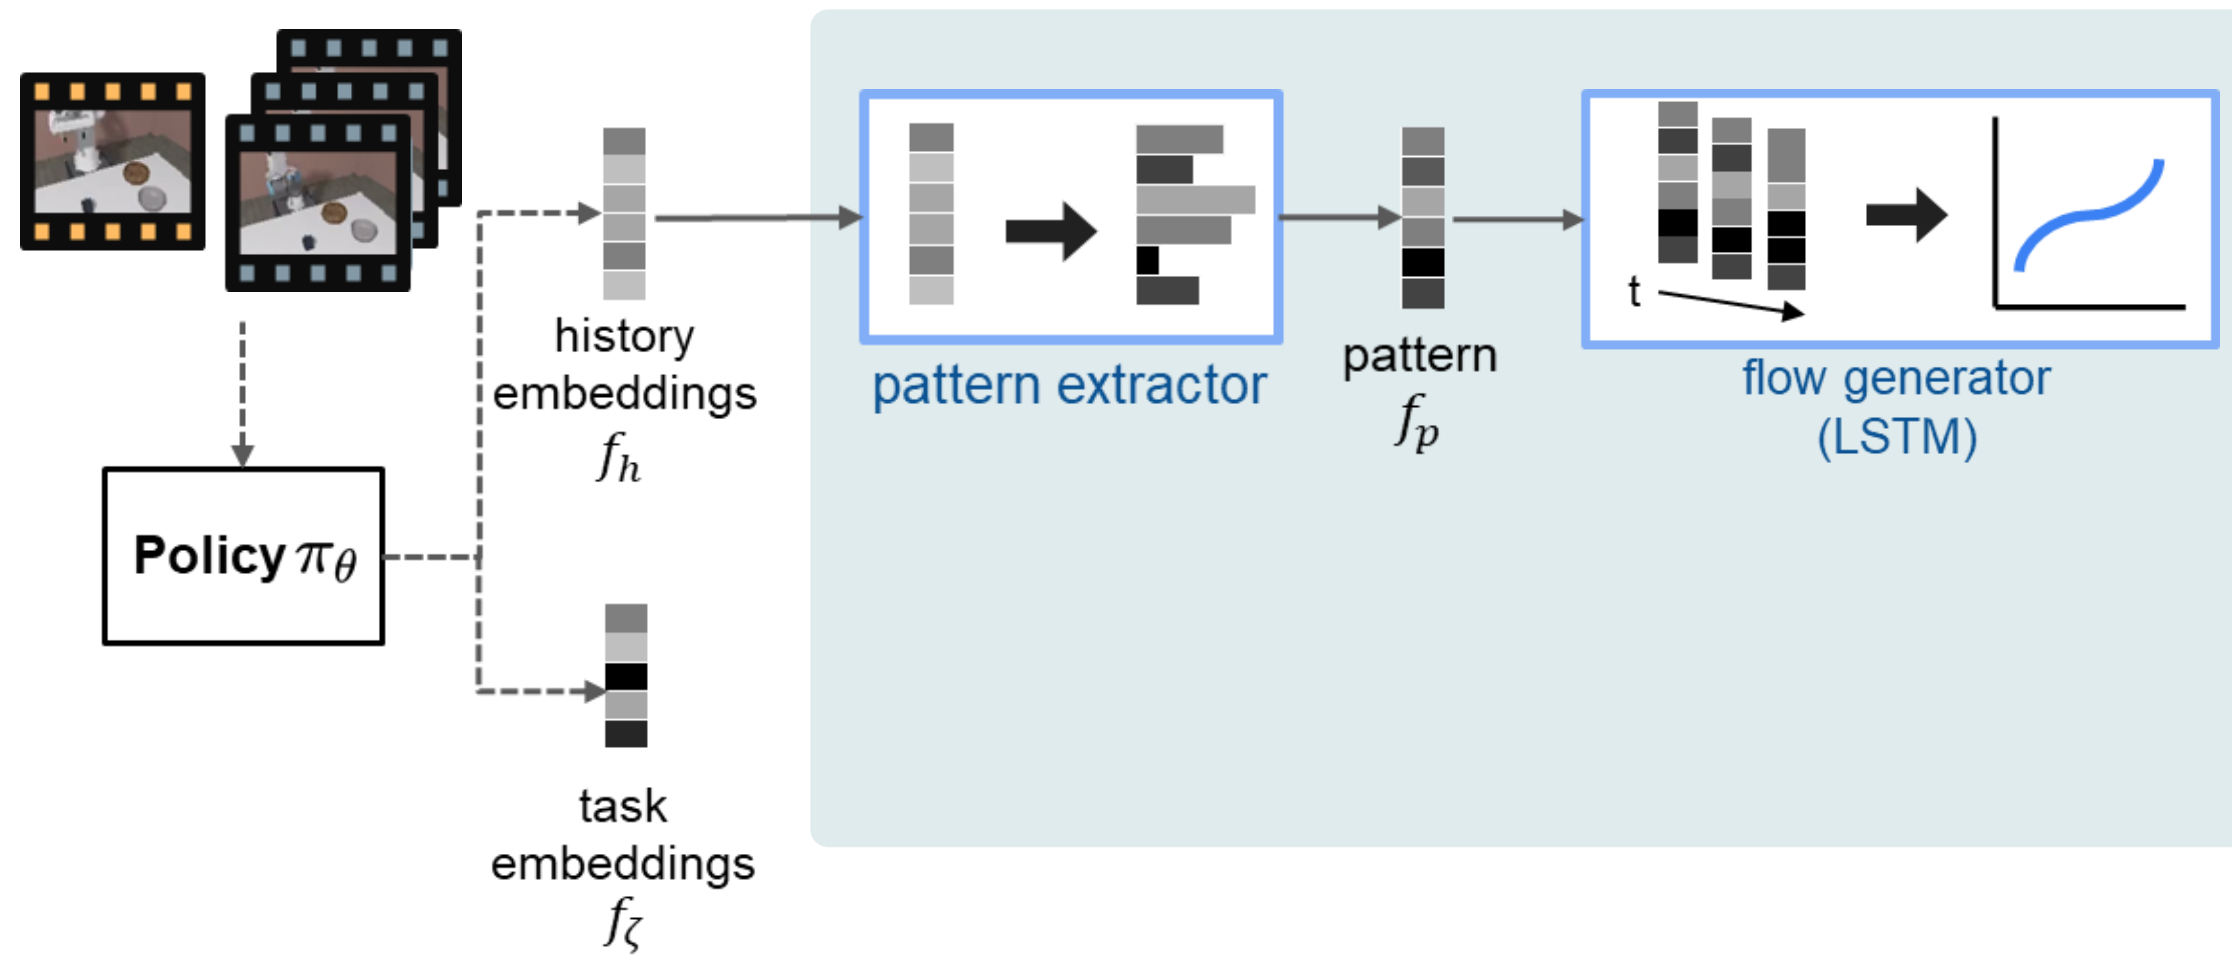 history
embeddings
f_h
pattern extractor
pattern
f_p
t
flow generator
(LSTM)
Policy π_θ
task
embeddings
f_ζ